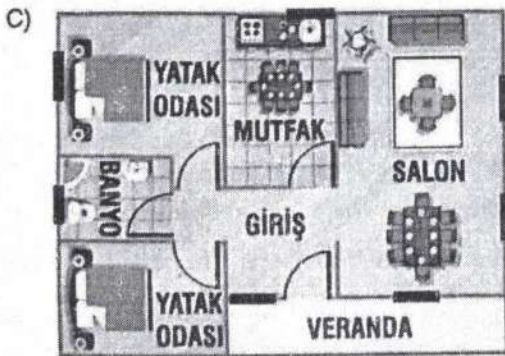 C)
YATAK
ODASI
MUTFAK
SALON
BANYO
GİRİŞ
YATAK
ODASI
VERANDA